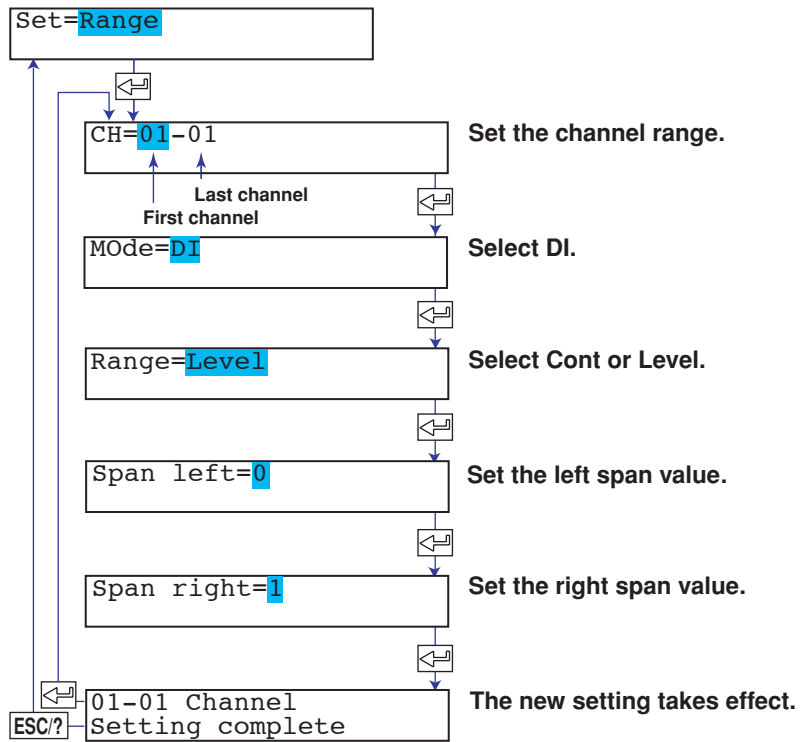 Set=Range
CH=01-01
Set the channel range.
Last channel
First channel
MOde=DI
Select DI.
Range=Level
Select Cont or Level.
Span left=0
Set the left span value.
Span right=1
Set the right span value.
01-01 Channel
Setting complete
The new setting takes effect.
ESC/?